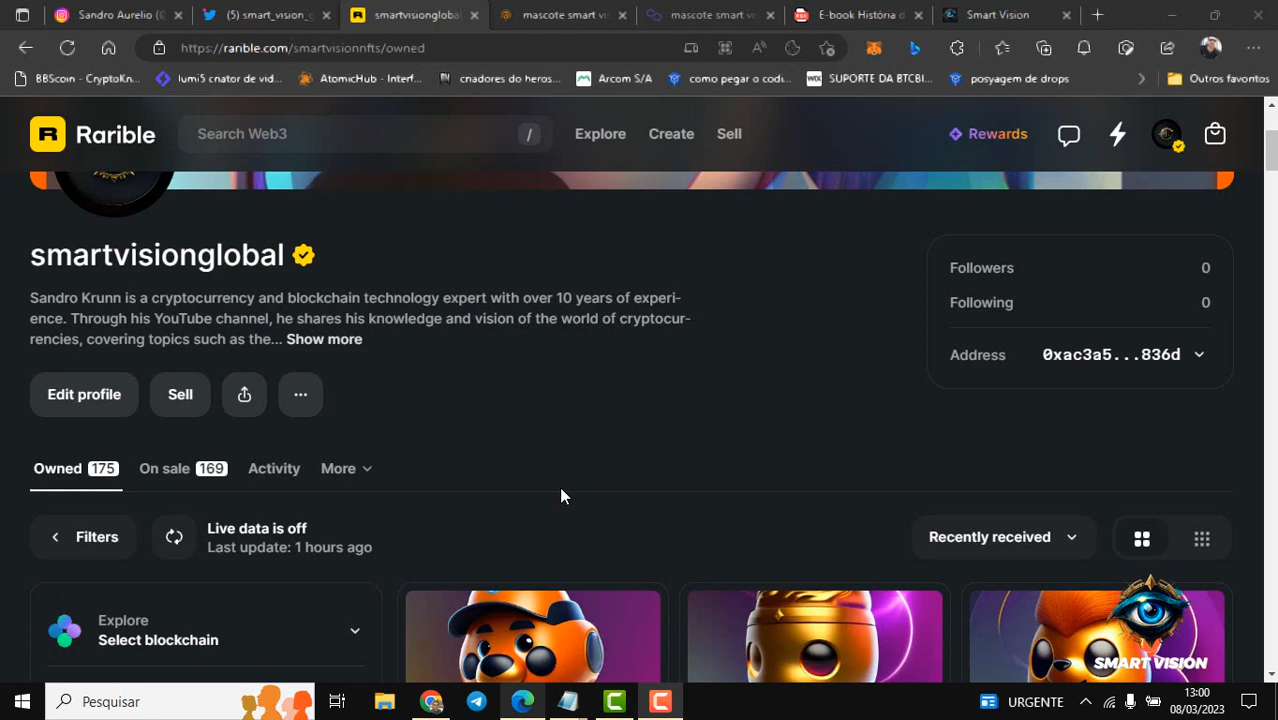 Sandro Aurelio (@
(5) smart_vision_g
smartvisionglobal
mascote smart vis
mascote smart vi
E-book História d
Smart Vision
https://rarible.com/smartvisionnfts/owned
BBScoin — CryptoKn...
lumi5 criator de vid...
AtomicHub - Interf...
criadores do heros...
Arcom S/A
como pegar o codi...
SUPORTE DA BTCBI...
posyagem de drops
Outros favoritos
Rarible
Search Web3
/
Explore
Create
Sell
Rewards
smartvisionglobal
Sandro Krunn is a cryptocurrency and blockchain technology expert with over 10 years of experi-
ence. Through his YouTube channel, he shares his knowledge and vision of the world of cryptocur-
rencies, covering topics such as the... Show more
Followers 0
Following 0
Address 0xac3a5...836d
Edit profile
Sell
Owned 175
On sale 169
Activity
More
Filters
Live data is off
Last update: 1 hours ago
Recently received
Explore
Select blockchain
SMART VISION
Pesquisar
URGENTE
13:00
08/03/2023